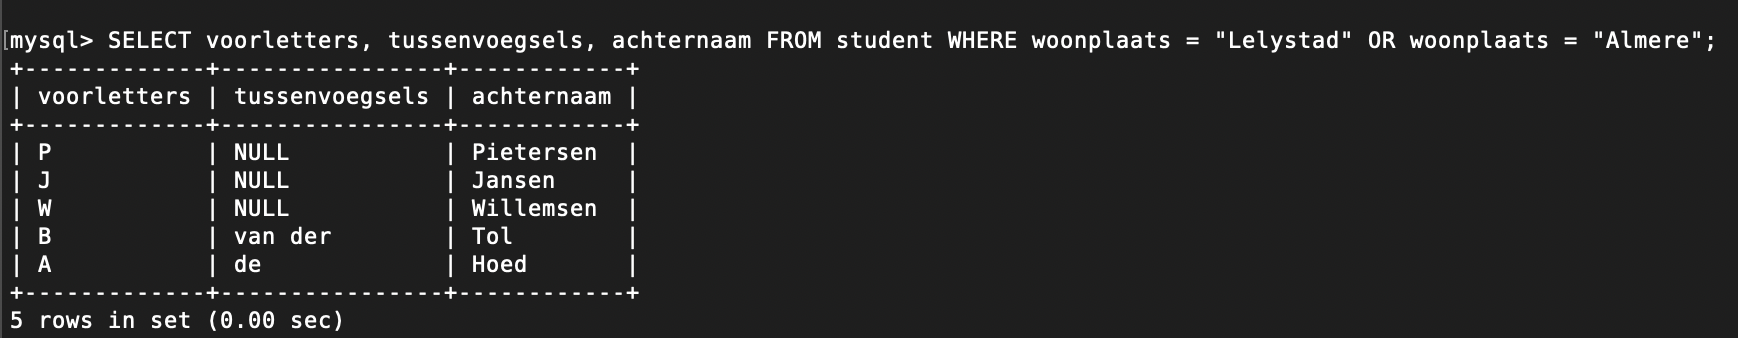 [mysql> SELECT voorletters, tussenvoegsels, achternaam FROM student WHERE woonplaats = "Lelystad" OR woonplaats = "Almere";
+-------------+----------------+------------+
| voorletters | tussenvoegsels | achternaam |
+-------------+----------------+------------+
| P           | NULL           | Pietersen  |
| J           | NULL           | Jansen     |
| W           | NULL           | Willemsen  |
| B           | van der        | Tol        |
| A           | de             | Hoed       |
+-------------+----------------+------------+
5 rows in set (0.00 sec)